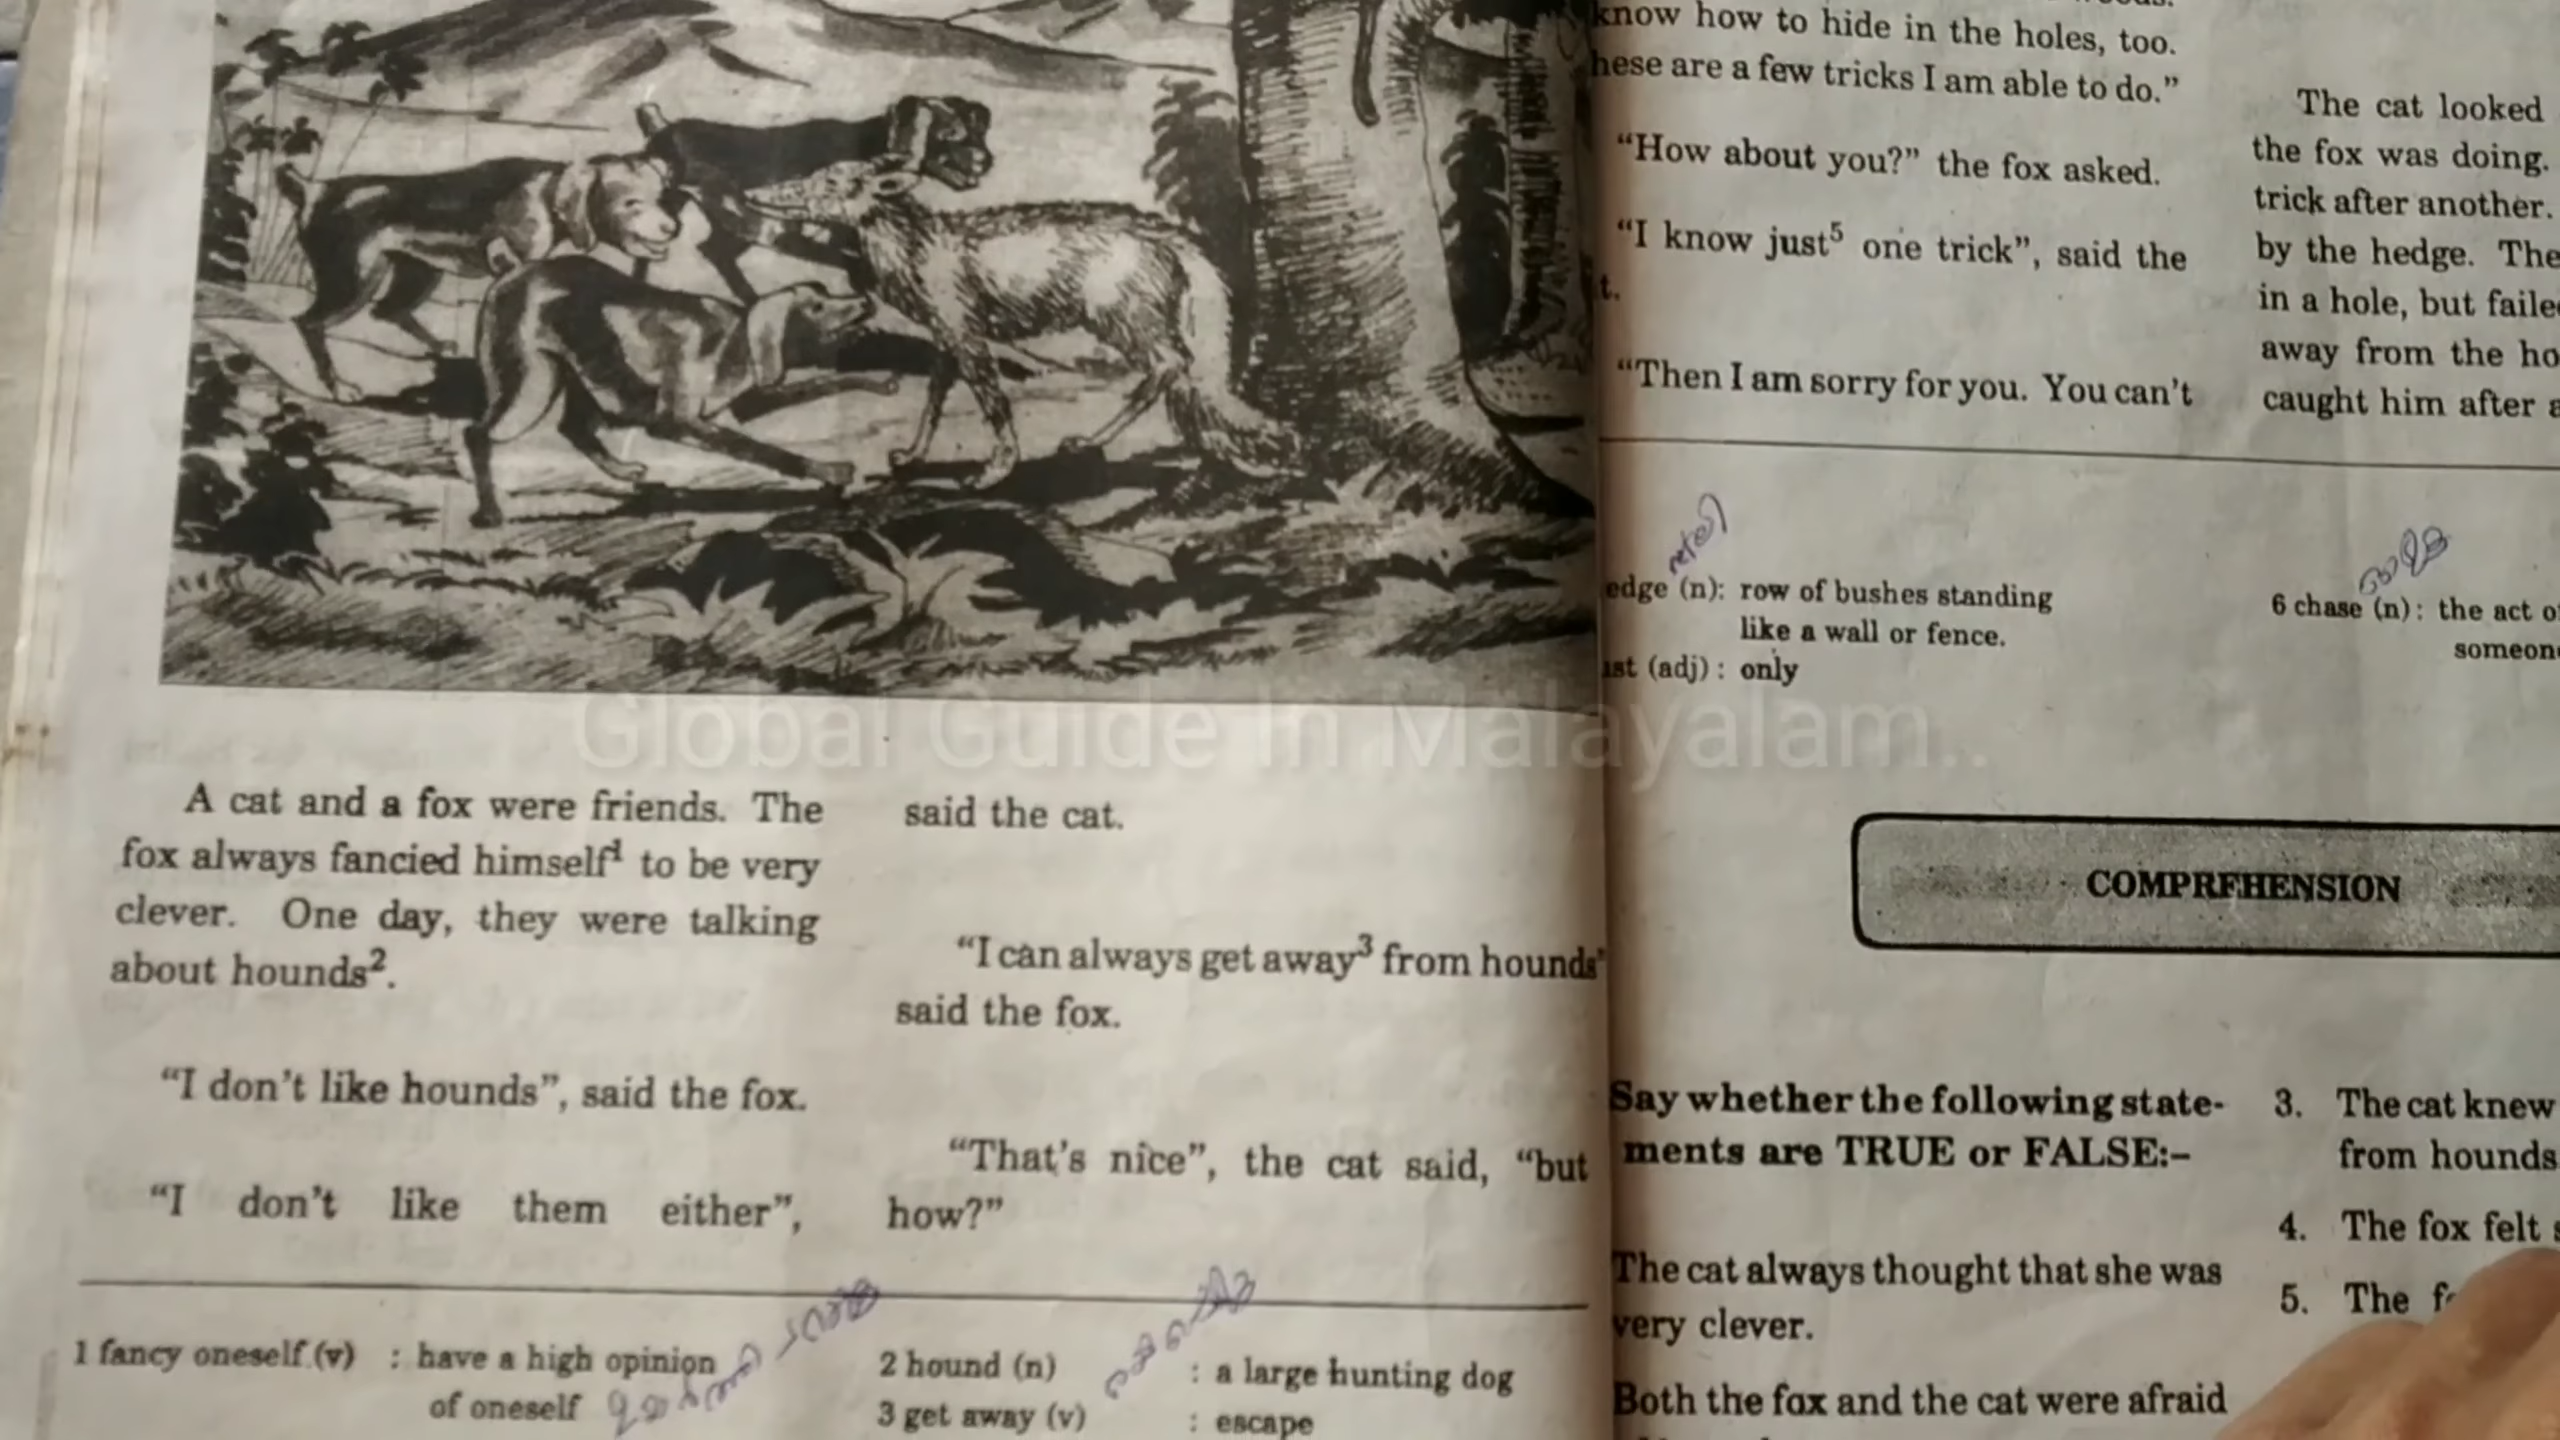 A cat and a fox were friends. The
fox always fancied himself¹ to be very
clever. One day, they were talking
about hounds².
“I don’t like hounds”, said the fox.
“I don’t like them either”,
said the cat.
“I can always get away³ from hounds”
said the fox.
“That’s nice”, the cat said, “but
how?”
1 fancy oneself (v) : have a high opinion
of oneself
2 hound (n) : a large hunting dog
3 get away (v) : escape
know how to hide in the holes, too.
hese are a few tricks I am able to do.”
“How about you?” the fox asked.
“I know just⁵ one trick”, said the
t.
“Then I am sorry for you. You can’t
The cat looked
the fox was doing.
trick after another.
by the hedge. The
in a hole, but faile
away from the ho
caught him after a
edge (n): row of bushes standing
like a wall or fence.
ust (adj) : only
6 chase (n) : the act of
someon
COMPREHENSION
Say whether the following state-
ments are TRUE or FALSE:–
The cat always thought that she was
very clever.
Both the fox and the cat were afraid
3. The cat knew
from hounds
4. The fox felt s
5. The f
Global Guide In Malayalam..